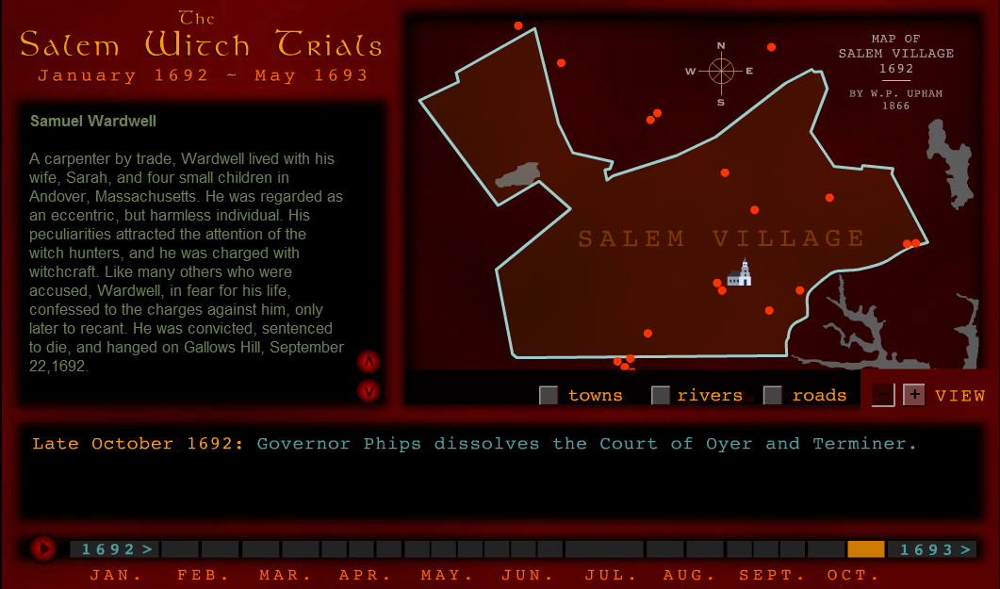 The
Salem Witch Trials
January 1692 ~ May 1693
Samuel Wardwell
A carpenter by trade, Wardwell lived with his
wife, Sarah, and four small children in
Andover, Massachusetts. He was regarded as
an eccentric, but harmless individual. His
peculiarities attracted the attention of the
witch hunters, and he was charged with
witchcraft. Like many others who were
accused, Wardwell, in fear for his life,
confessed to the charges against him, only
later to recant. He was convicted, sentenced
to die, and hanged on Gallows Hill, September
22,1692.
N
W E
S
MAP OF
SALEM VILLAGE
1692
BY W.P. UPHAM
1866
SALEM VILLAGE
towns rivers roads - + VIEW
Late October 1692: Governor Phips dissolves the Court of Oyer and Terminer.
1692 > 1693 >
JAN. FEB. MAR. APR. MAY. JUN. JUL. AUG. SEPT. OCT.